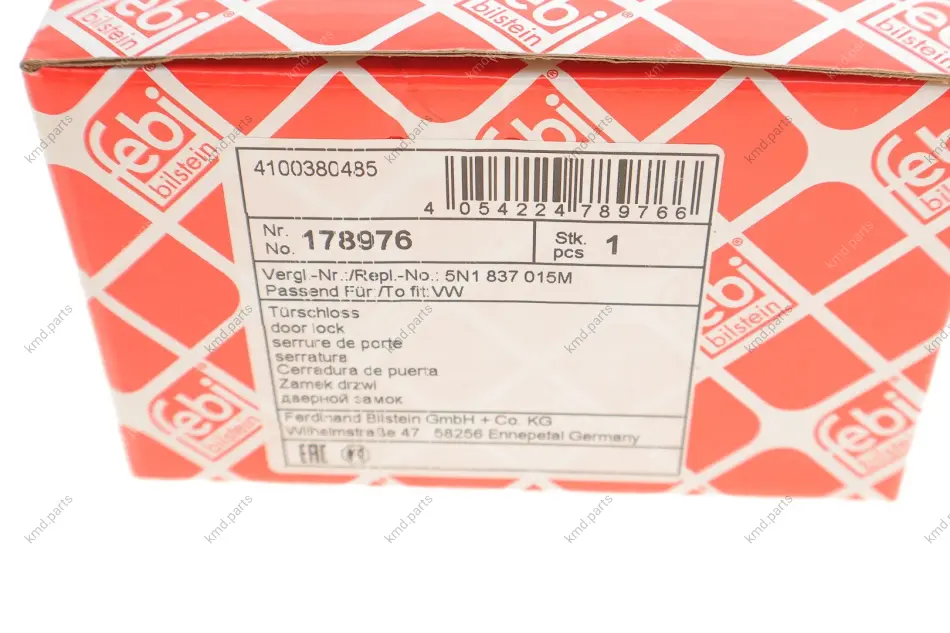 febi
bilstein
febi
bilstein
febi
bilstein
4100380485
4 054224 789766
Nr.
No. 178976
Stk.
pcs 1
Vergl.-Nr.:/Repl.-No.: 5N1 837 015M
Passend Für:/To fit:VW
Türschloss
door lock
serrure de porte
serratura
Cerradura de puerta
Zamek drzwi
дверной замок
Ferdinand Bilstein GmbH + Co. KG
Wilhelmstraße 47 58256 Ennepetal Germany
EAC
febi
bilstein
febi
bilstein
febi
bilstein
kmd.parts